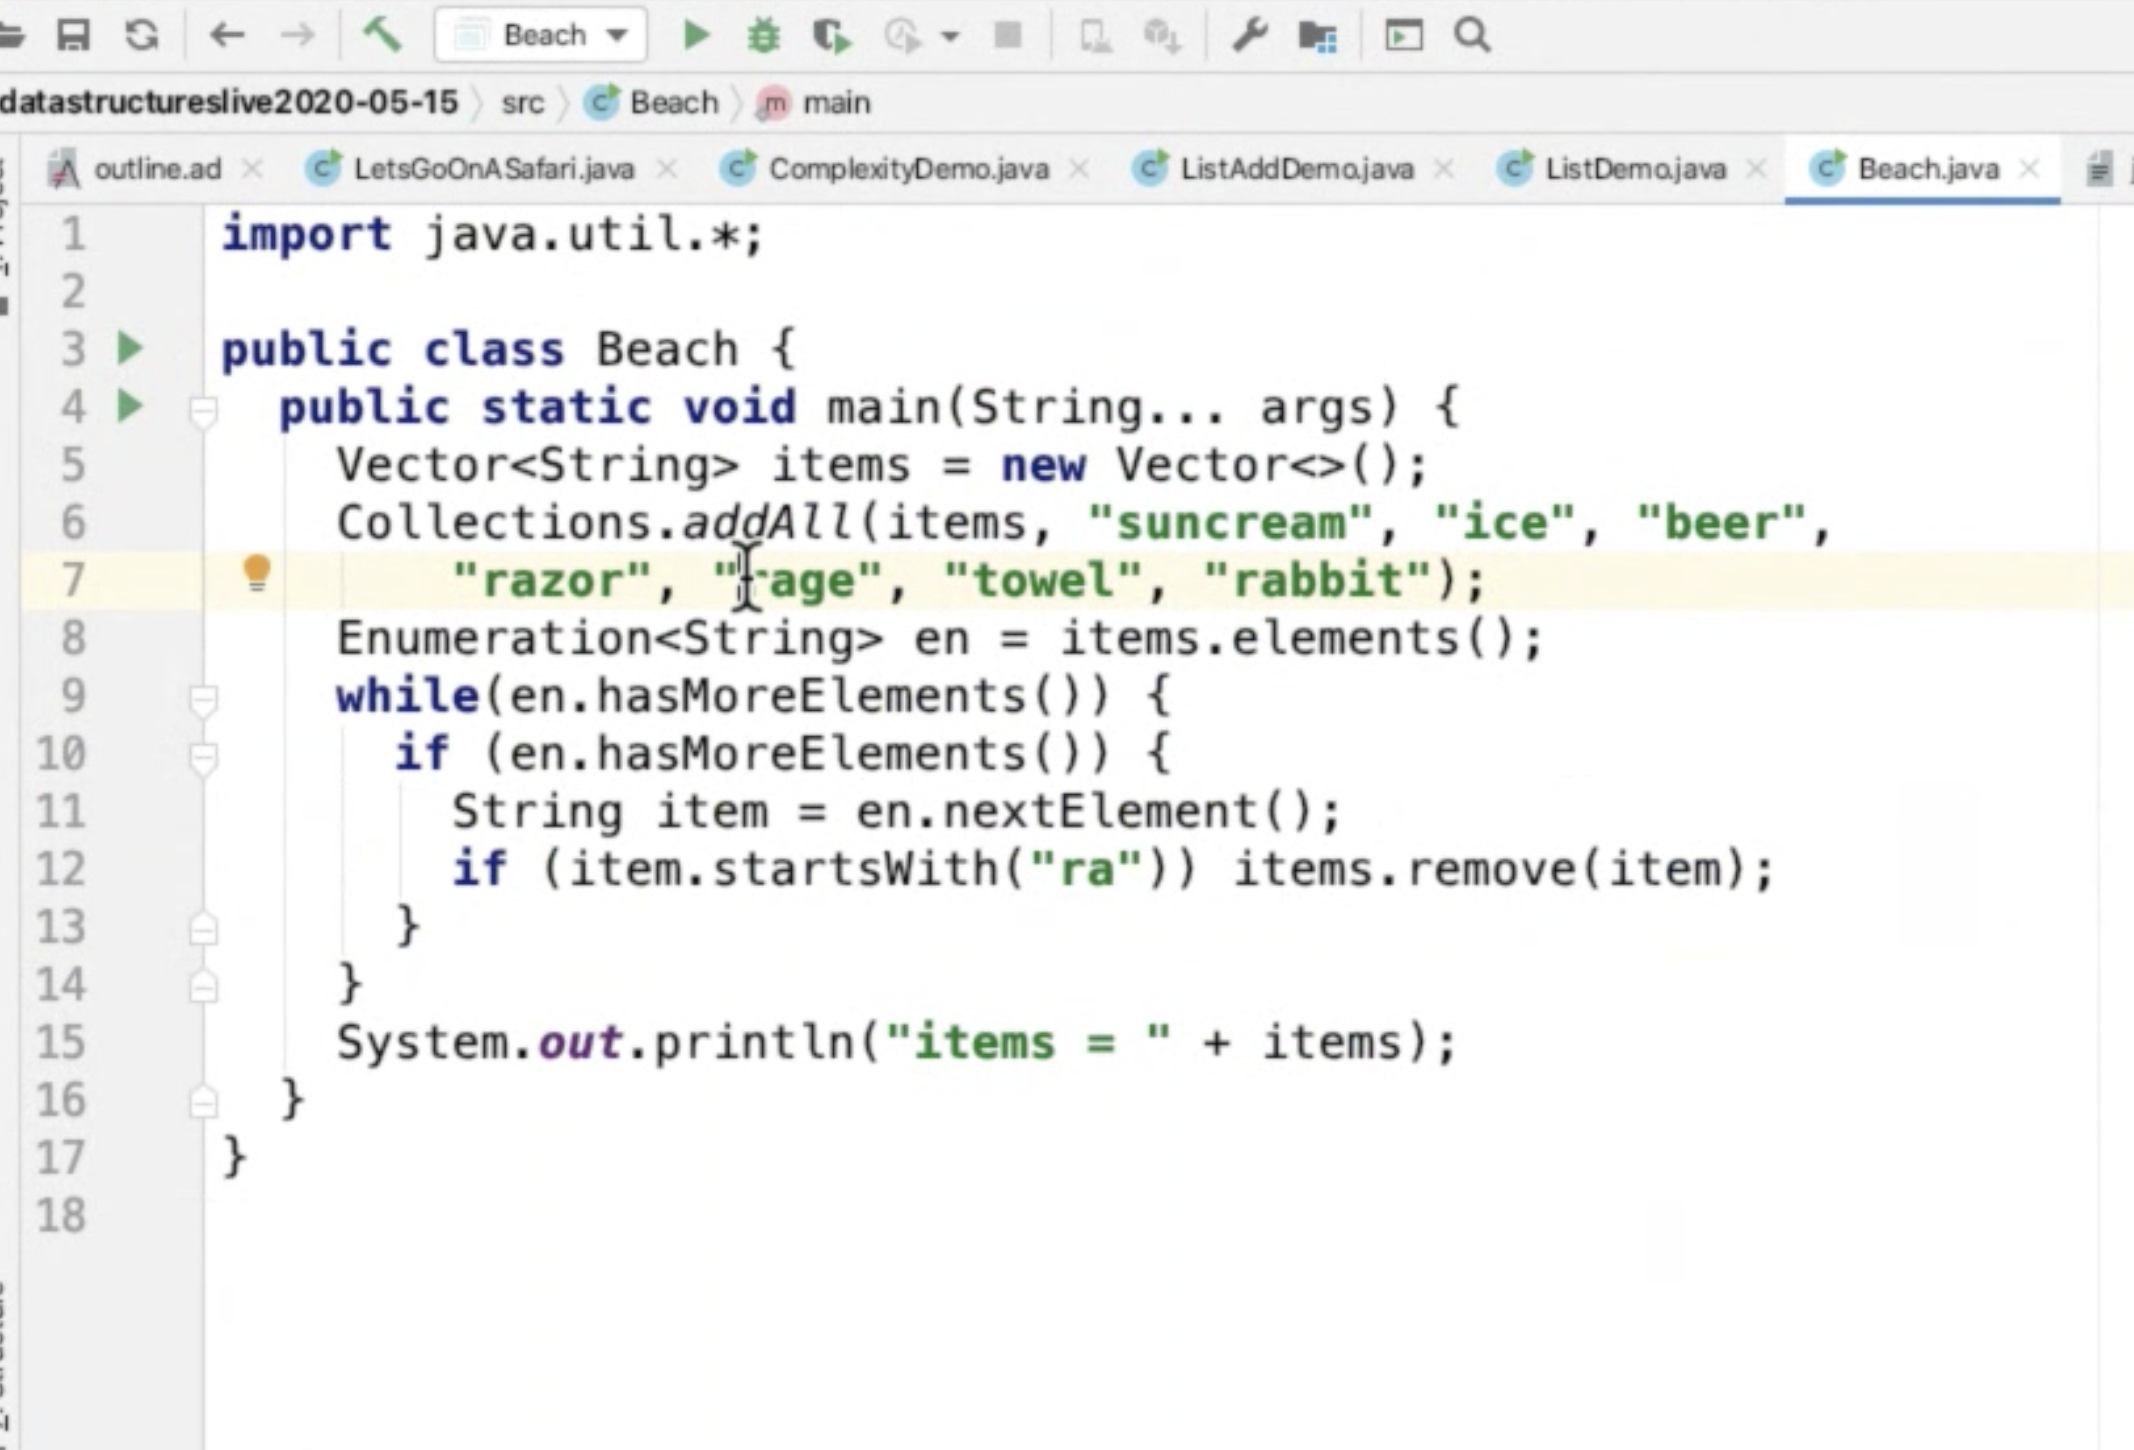 Beach
datastructureslive2020-05-15 src Beach main
outline.ad LetsGoOnASafari.java ComplexityDemo.java ListAddDemo.java ListDemo.java Beach.java
1 import java.util.*;
2
3 public class Beach {
4 public static void main(String... args) {
5 Vector<String> items = new Vector<>();
6 Collections.addAll(items, "suncream", "ice", "beer",
7 "razor", "rage", "towel", "rabbit");
8 Enumeration<String> en = items.elements();
9 while(en.hasMoreElements()) {
10 if (en.hasMoreElements()) {
11 String item = en.nextElement();
12 if (item.startsWith("ra")) items.remove(item);
13 }
14 }
15 System.out.println("items = " + items);
16 }
17 }
18